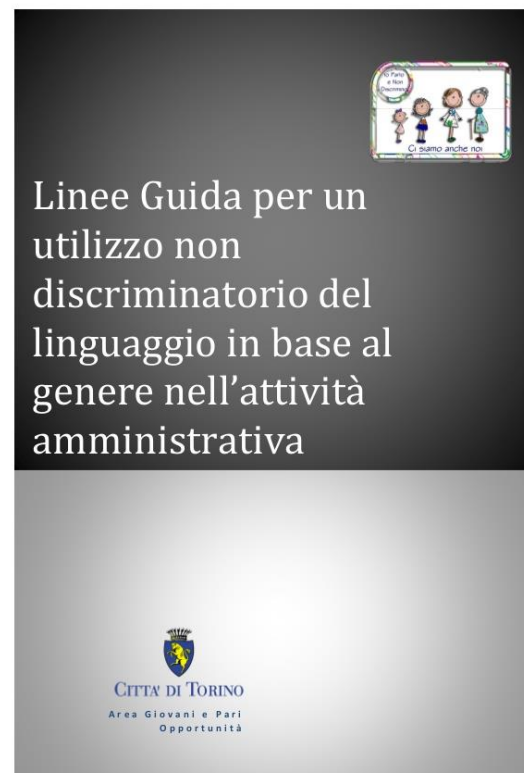 Io Parlo
e Non
Discrimino
Ci siamo anche noi
Linee Guida per un
utilizzo non
discriminatorio del
linguaggio in base al
genere nell'attività
amministrativa
CITTA' DI TORINO
Area Giovani e Pari
Opportunità